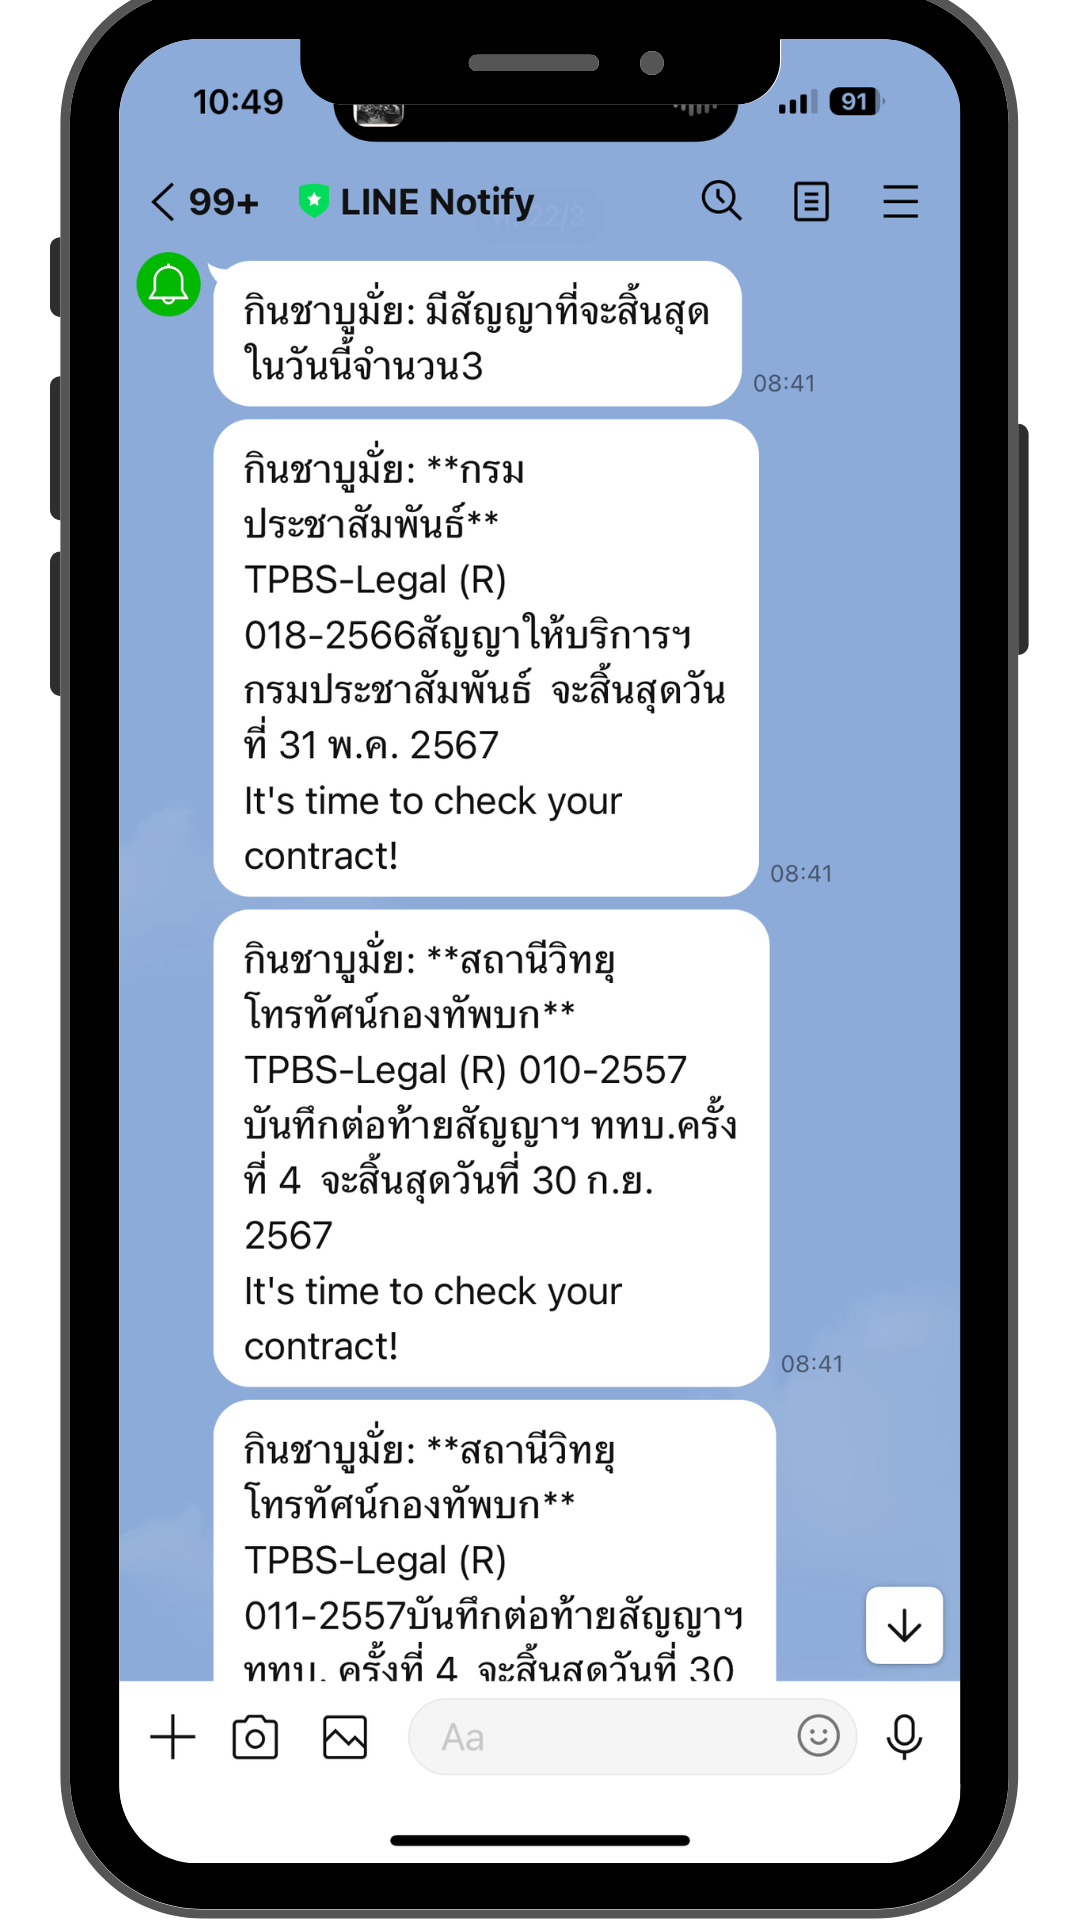 10:49
91
99+
LINE Notify
22/3
กินชาบูมั่ย: มีสัญญาที่จะสิ้นสุด
ในวันนี้จำนวน3
08:41
กินชาบูมั่ย: **กรม
ประชาสัมพันธ์**
TPBS-Legal (R)
018-2566สัญญาให้บริการฯ
กรมประชาสัมพันธ์ จะสิ้นสุดวัน
ที่ 31 พ.ค. 2567
It's time to check your
contract!
08:41
กินชาบูมั่ย: **สถานีวิทยุ
โทรทัศน์กองทัพบก**
TPBS-Legal (R) 010-2557
บันทึกต่อท้ายสัญญาฯ ททบ.ครั้ง
ที่ 4 จะสิ้นสุดวันที่ 30 ก.ย.
2567
It's time to check your
contract!
08:41
กินชาบูมั่ย: **สถานีวิทยุ
โทรทัศน์กองทัพบก**
TPBS-Legal (R)
011-2557บันทึกต่อท้ายสัญญาฯ
ททบ. ครั้งที่ 4 จะสิ้นสุดวันที่ 30
Aa